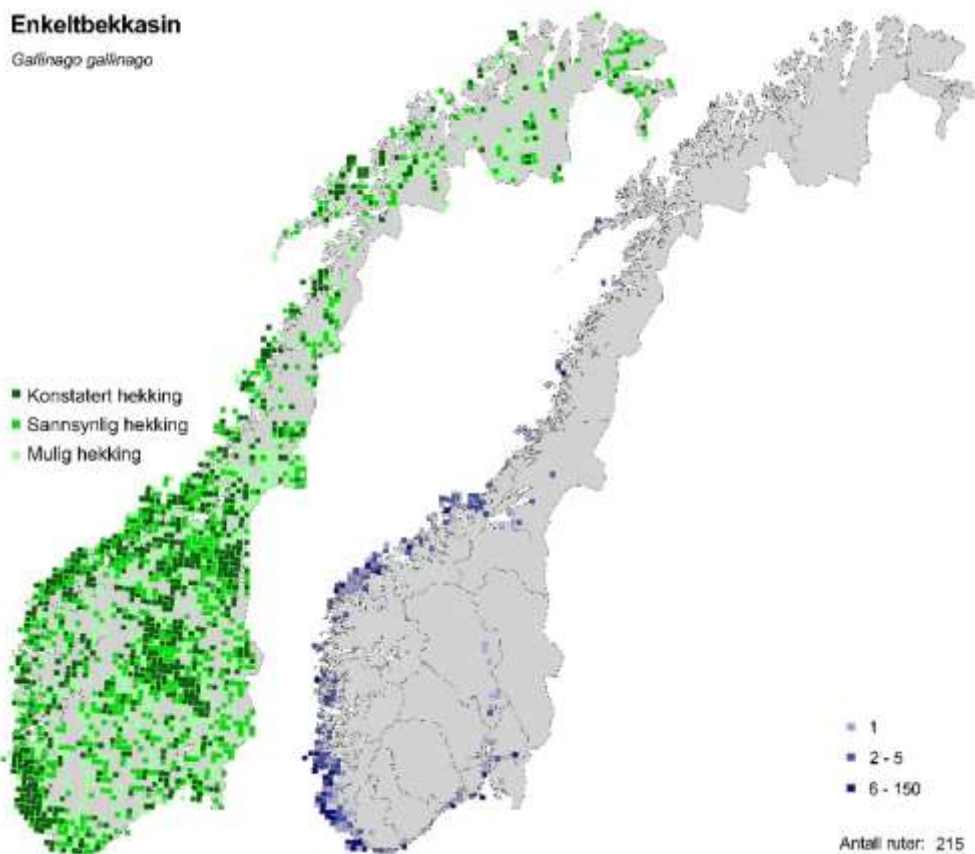 Enkeltbekkasin
Gallinago gallinago
Konstatert hekking
Sannsynlig hekking
Mulig hekking
1
2 - 5
6 - 150
Antall ruter: 215